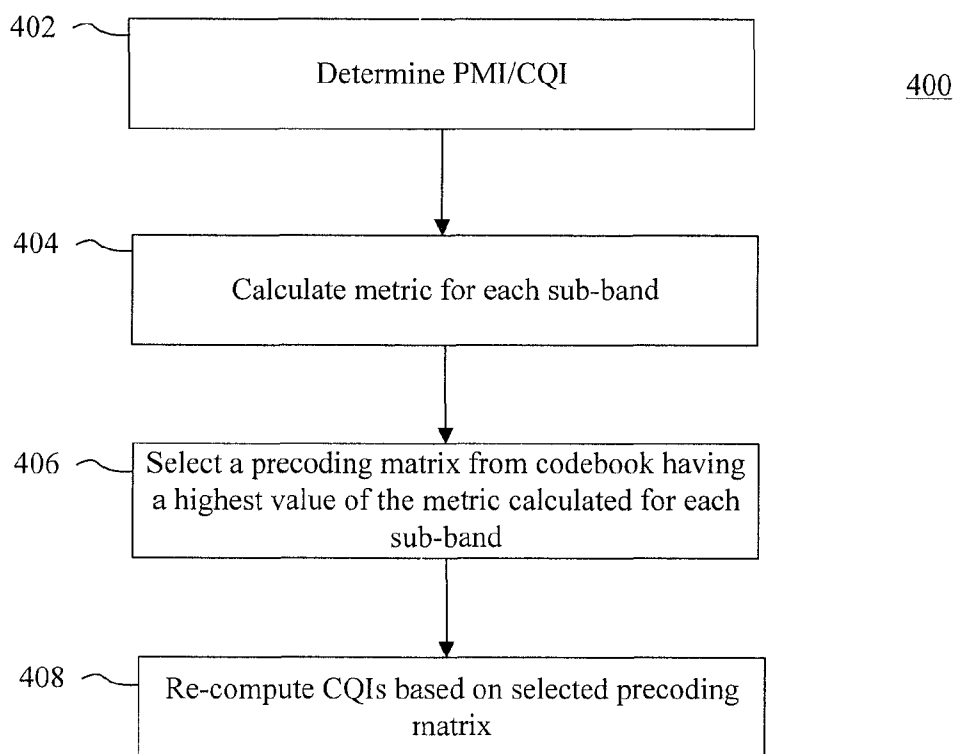 402
Determine PMI/CQI
400
404
Calculate metric for each sub-band
406
Select a precoding matrix from codebook having
a highest value of the metric calculated for each
sub-band
408
Re-compute CQIs based on selected precoding
matrix